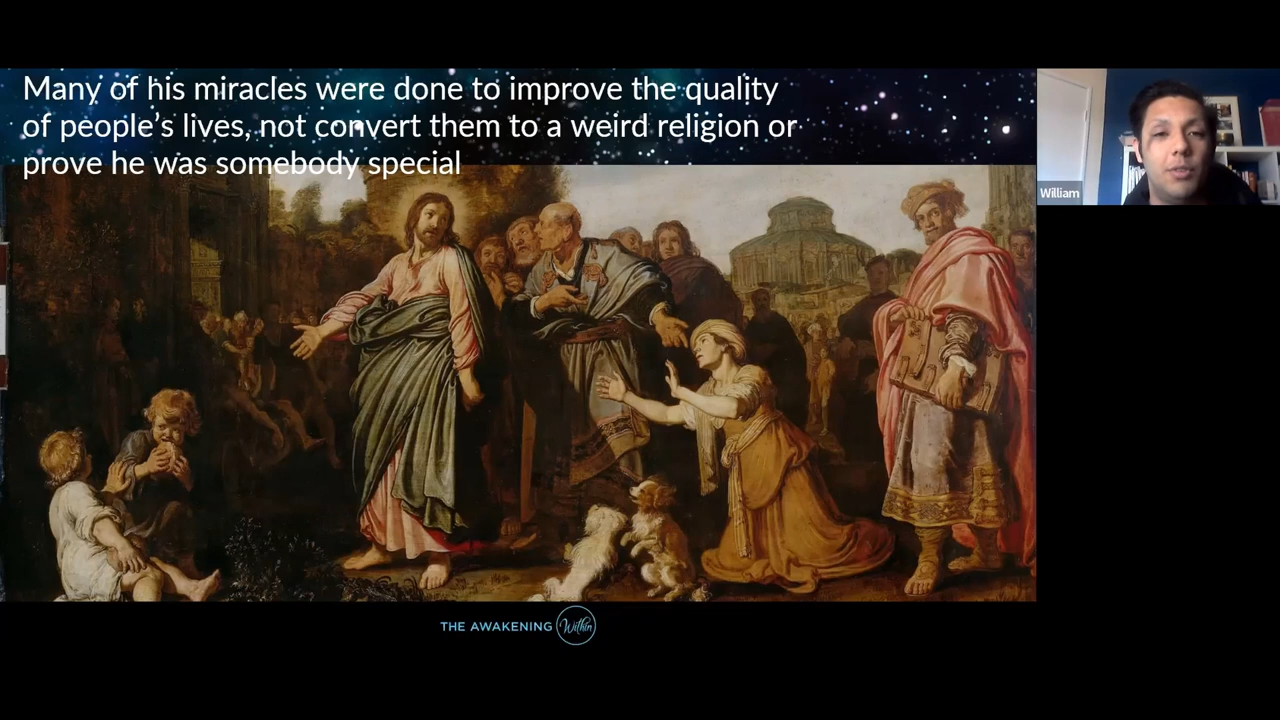 Many of his miracles were done to improve the quality
of people’s lives, not convert them to a weird religion or
prove he was somebody special
William
THE AWAKENING Within